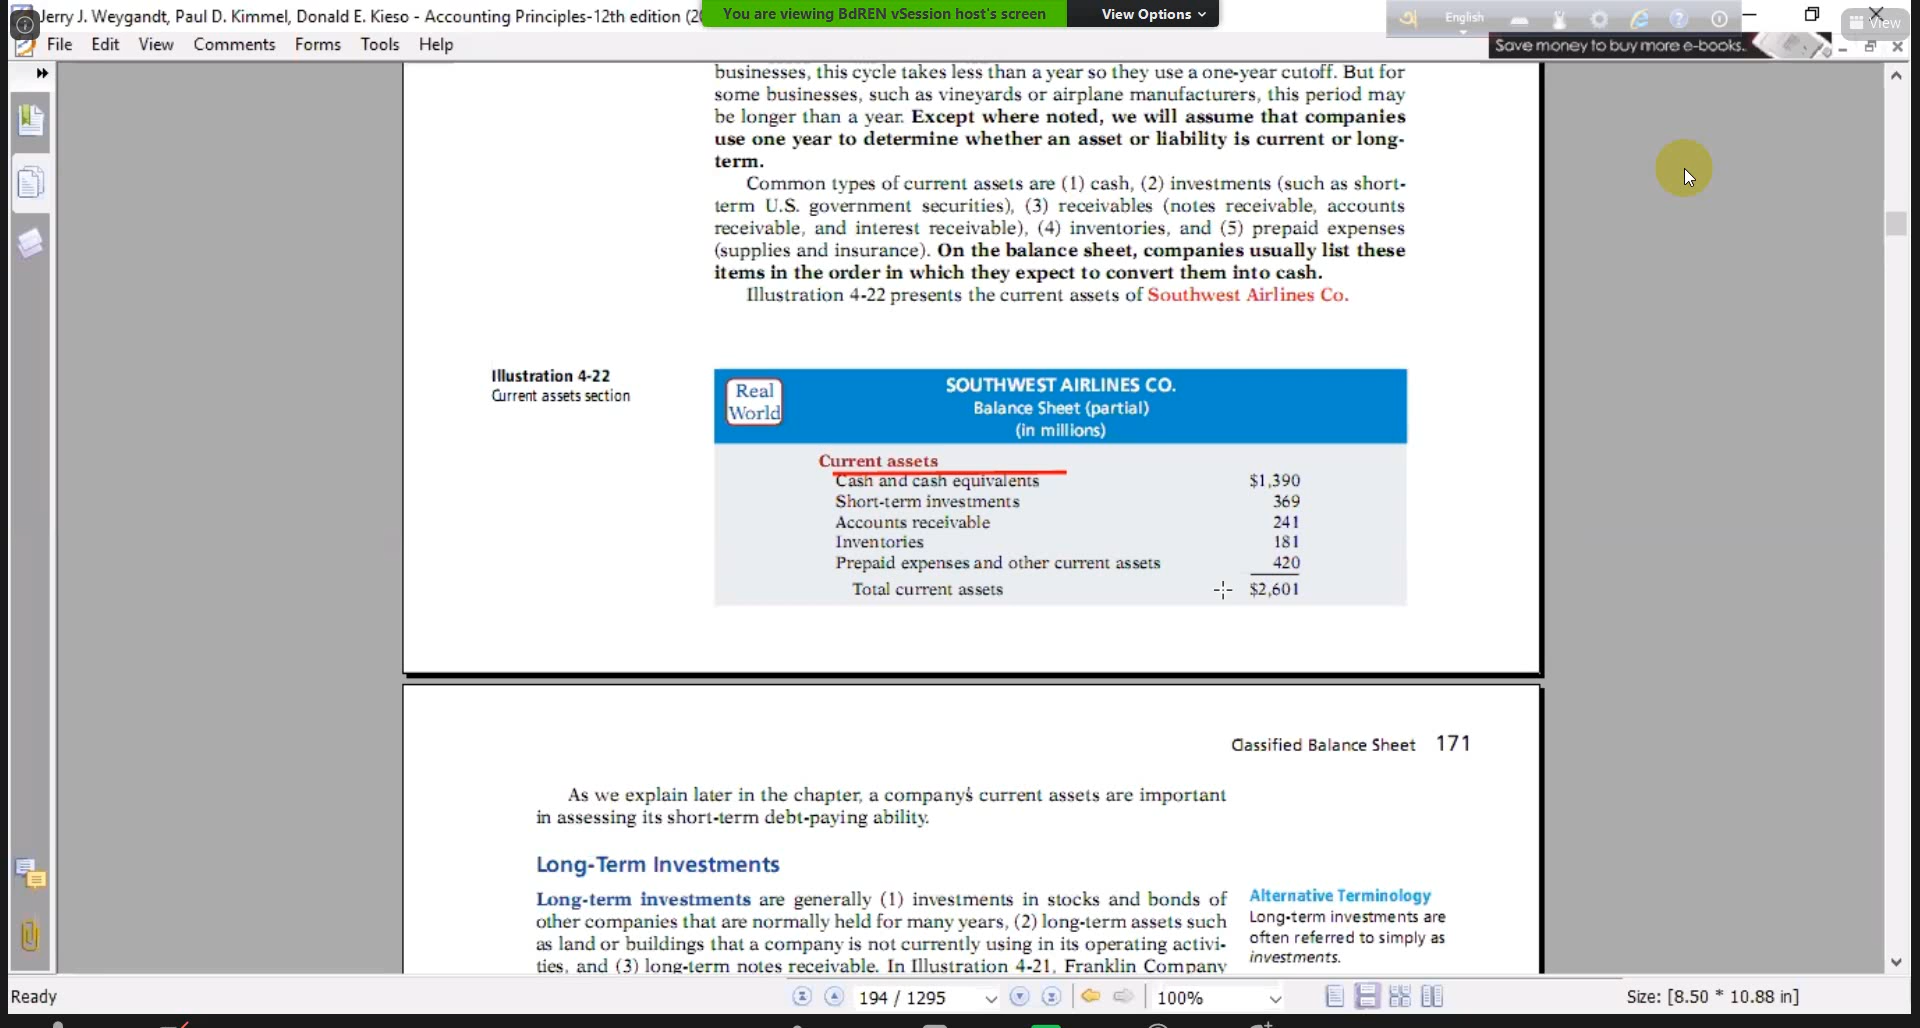 Jerry J. Weygandt, Paul D. Kimmel, Donald E. Kieso - Accounting Principles-12th edition (20
You are viewing BdREN vSession host's screen
View Options
English
View
File Edit View Comments Forms Tools Help
Save money to buy more e-books..
businesses, this cycle takes less than a year so they use a one-year cutoff. But for
some businesses, such as vineyards or airplane manufacturers, this period may
be longer than a year. Except where noted, we will assume that companies
use one year to determine whether an asset or liability is current or long-
term.
Common types of current assets are (1) cash, (2) investments (such as short-
term U.S. government securities), (3) receivables (notes receivable, accounts
receivable, and interest receivable), (4) inventories, and (5) prepaid expenses
(supplies and insurance). On the balance sheet, companies usually list these
items in the order in which they expect to convert them into cash.
Illustration 4-22 presents the current assets of Southwest Airlines Co.
Illustration 4-22
Current assets section
Real
World
SOUTHWEST AIRLINES CO.
Balance Sheet (partial)
(in millions)
Current assets
Cash and cash equivalents $1,390
Short-term investments 369
Accounts receivable 241
Inventories 181
Prepaid expenses and other current assets 420
Total current assets $2,601
Classified Balance Sheet 171
As we explain later in the chapter, a company's current assets are important
in assessing its short-term debt-paying ability.
Long-Term Investments
Long-term investments are generally (1) investments in stocks and bonds of
other companies that are normally held for many years, (2) long-term assets such
as land or buildings that a company is not currently using in its operating activi-
ties, and (3) long-term notes receivable. In Illustration 4-21, Franklin Company
Alternative Terminology
Long-term investments are
often referred to simply as
investments.
Ready
194 / 1295
100%
Size: [8.50 * 10.88 in]